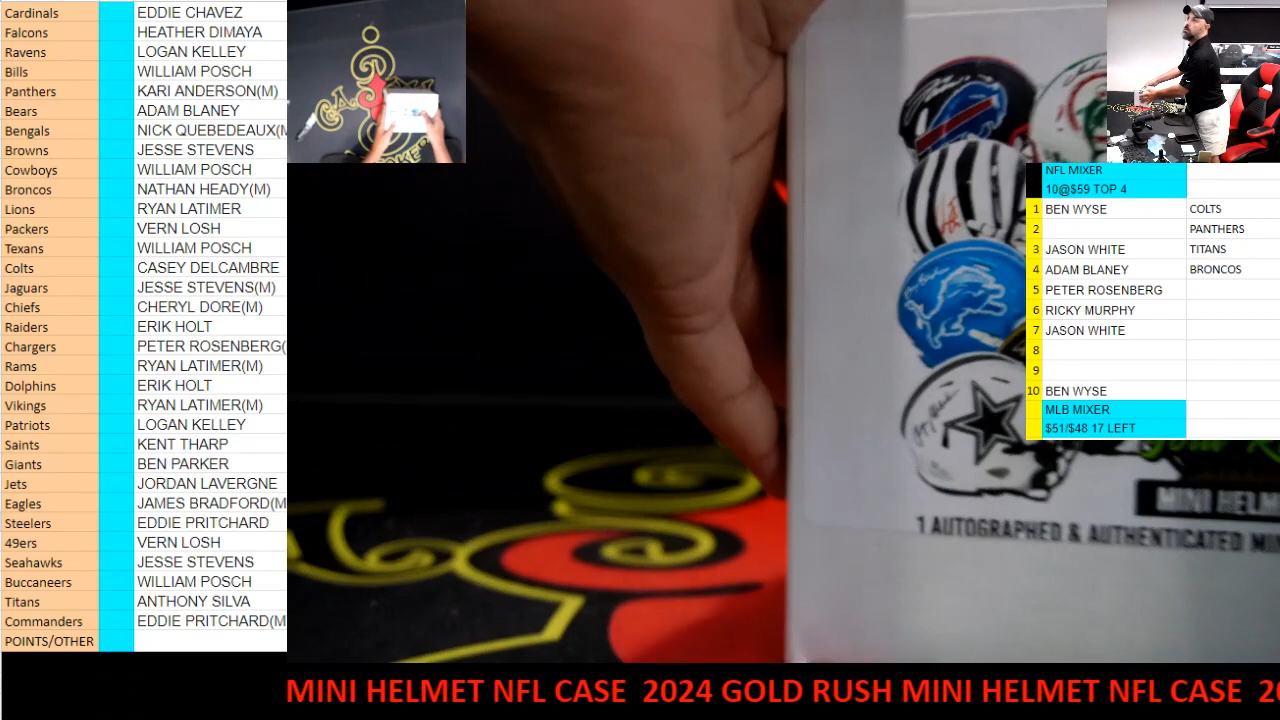 Cardinals EDDIE CHAVEZ
Falcons HEATHER DIMAYA
Ravens LOGAN KELLEY
Bills WILLIAM POSCH
Panthers KARI ANDERSON(M)
Bears ADAM BLANEY
Bengals NICK QUEBEDEAUX(M
Browns JESSE STEVENS
Cowboys WILLIAM POSCH
Broncos NATHAN HEADY(M)
Lions RYAN LATIMER
Packers VERN LOSH
Texans WILLIAM POSCH
Colts CASEY DELCAMBRE
Jaguars JESSE STEVENS(M)
Chiefs CHERYL DORE(M)
Raiders ERIK HOLT
Chargers PETER ROSENBERG(
Rams RYAN LATIMER(M)
Dolphins ERIK HOLT
Vikings RYAN LATIMER(M)
Patriots LOGAN KELLEY
Saints KENT THARP
Giants BEN PARKER
Jets JORDAN LAVERGNE
Eagles JAMES BRADFORD(M
Steelers EDDIE PRITCHARD
49ers VERN LOSH
Seahawks JESSE STEVENS
Buccaneers WILLIAM POSCH
Titans ANTHONY SILVA
Commanders EDDIE PRITCHARD(M
POINTS/OTHER
NFL MIXER
10@$59 TOP 4
1 BEN WYSE COLTS
2 PANTHERS
3 JASON WHITE TITANS
4 ADAM BLANEY BRONCOS
5 PETER ROSENBERG
6 RICKY MURPHY
7 JASON WHITE
8
9
10 BEN WYSE
MLB MIXER
$51/$48 17 LEFT
MINI HELM
1 AUTOGRAPHED & AUTHENTICATED MIN
MINI HELMET NFL CASE 2024 GOLD RUSH MINI HELMET NFL CASE 20